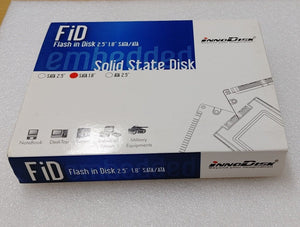 FiD
Flash in Disk 2.5" 1.8" SATA/ATA
INNODISK
embedded
Solid State Disk
SATA 2.5"
SATA 1.8"
ATA 2.5"
Notebook
DeskTop
Military Equipments
FiD
Flash in Disk 2.5" 1.8" SATA/ATA
INNODISK